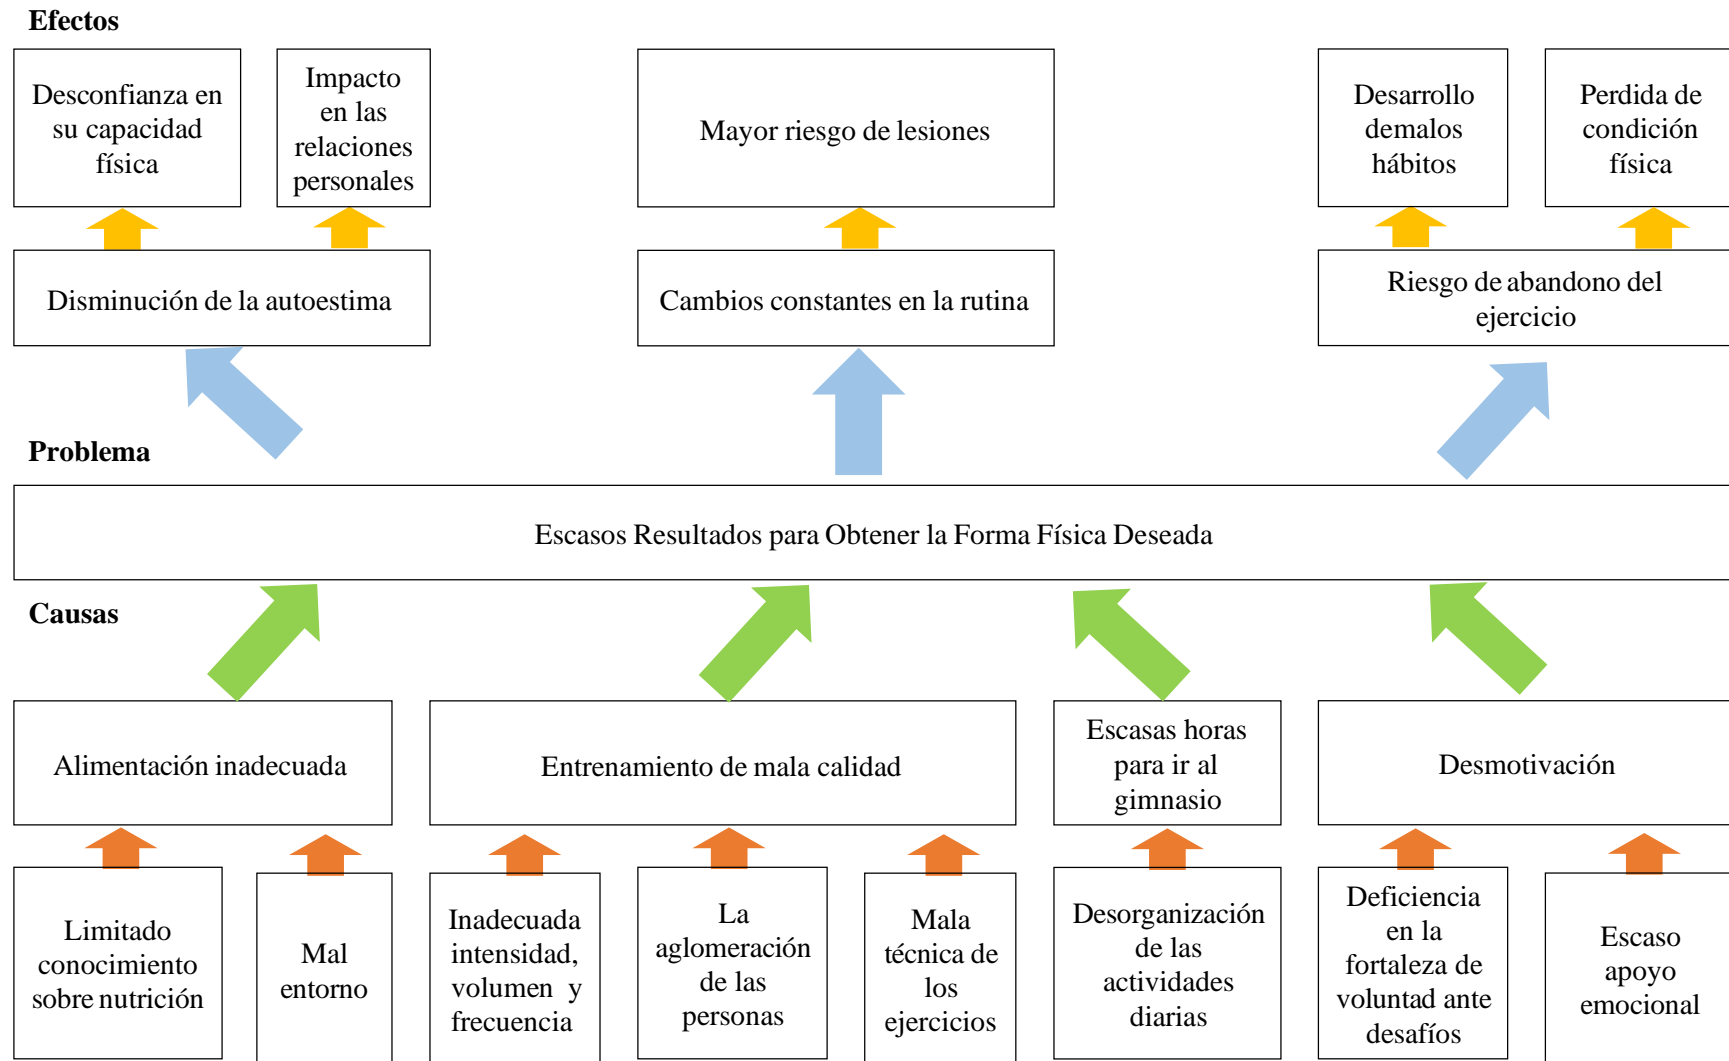 Efectos
Desconfianza en
su capacidad
física
Impacto
en las
relaciones
personales
Mayor riesgo de lesiones
Desarrollo
demalos
hábitos
Perdida de
condición
física
Disminución de la autoestima
Cambios constantes en la rutina
Riesgo de abandono del
ejercicio
Problema
Escasos Resultados para Obtener la Forma Física Deseada
Causas
Alimentación inadecuada
Entrenamiento de mala calidad
Escasas horas
para ir al
gimnasio
Desmotivación
Limitado
conocimiento
sobre nutrición
Mal
entorno
Inadecuada
intensidad,
volumen y
frecuencia
La
aglomeración
de las
personas
Mala
técnica de
los
ejercicios
Desorganización
de las
actividades
diarias
Deficiencia
en la
fortaleza de
voluntad ante
desafíos
Escaso
apoyo
emocional